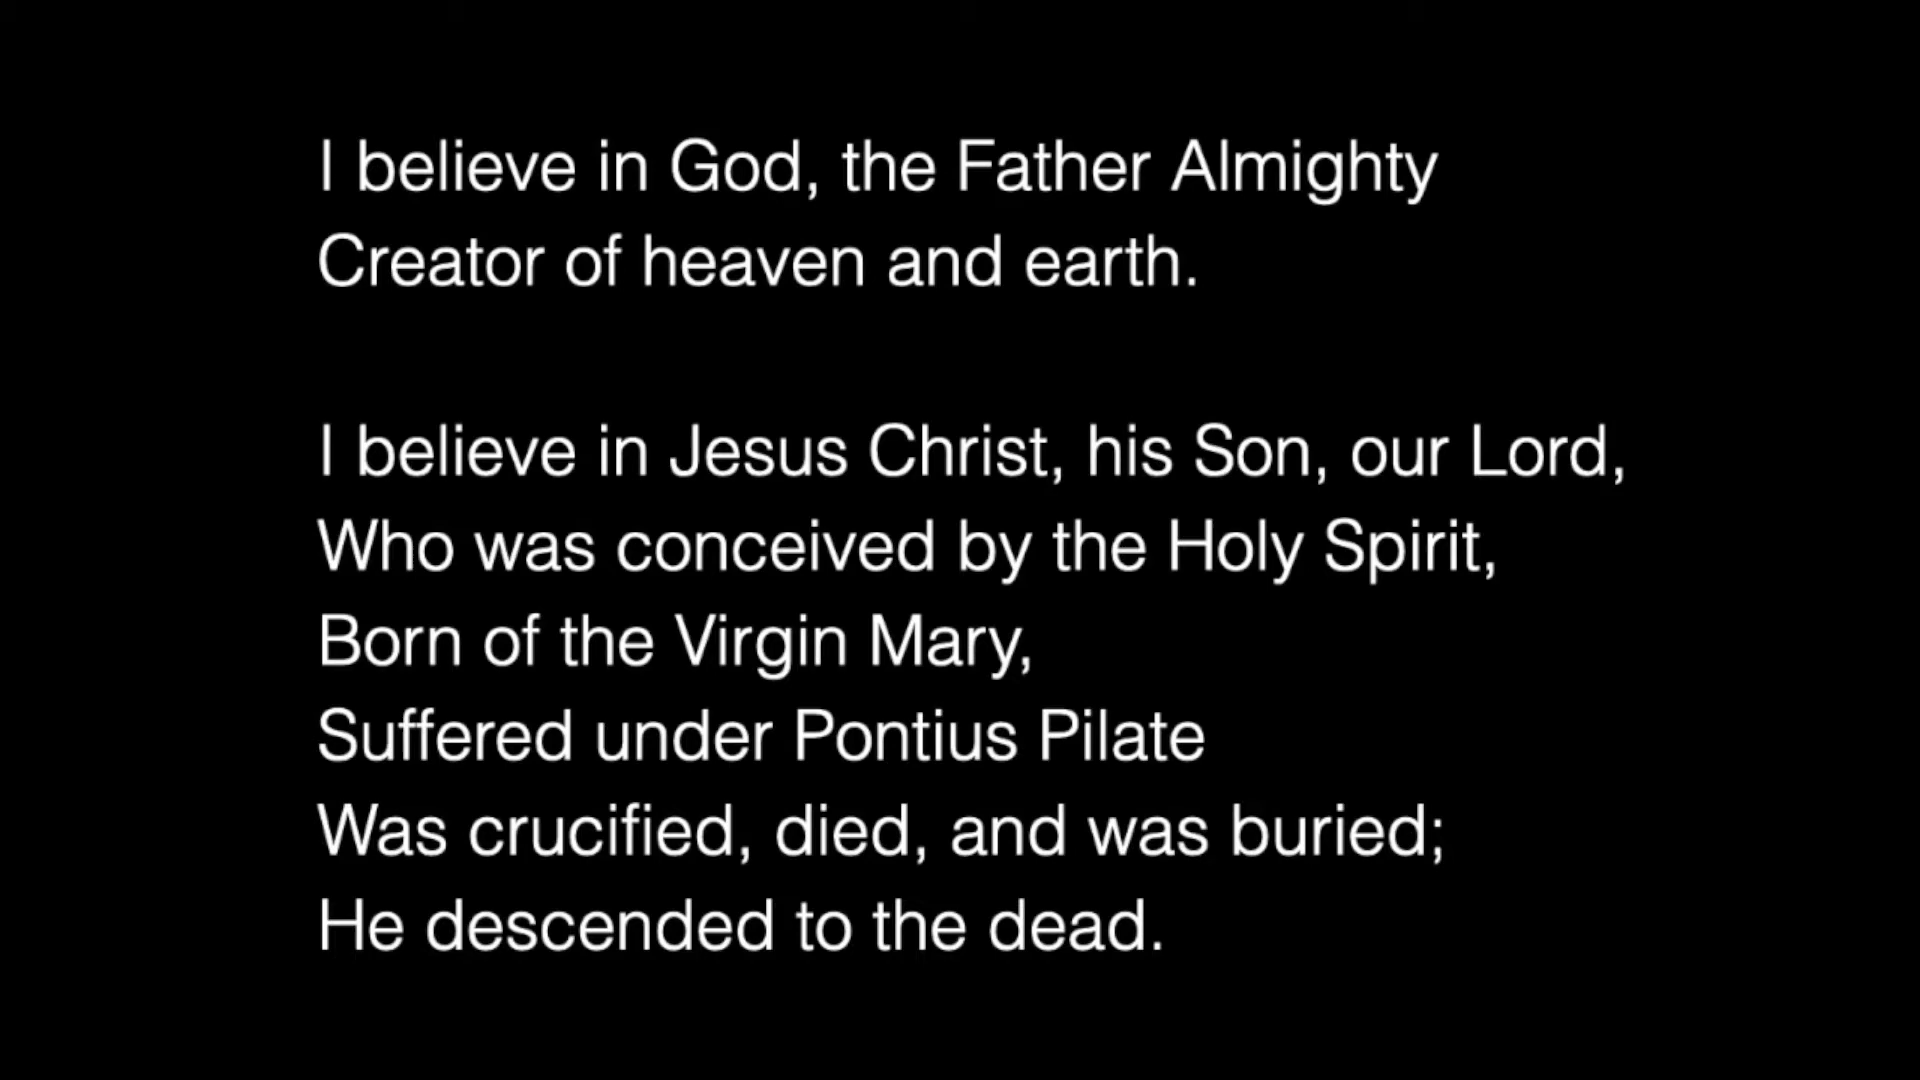 I believe in God, the Father Almighty
Creator of heaven and earth.
I believe in Jesus Christ, his Son, our Lord,
Who was conceived by the Holy Spirit,
Born of the Virgin Mary,
Suffered under Pontius Pilate
Was crucified, died, and was buried;
He descended to the dead.